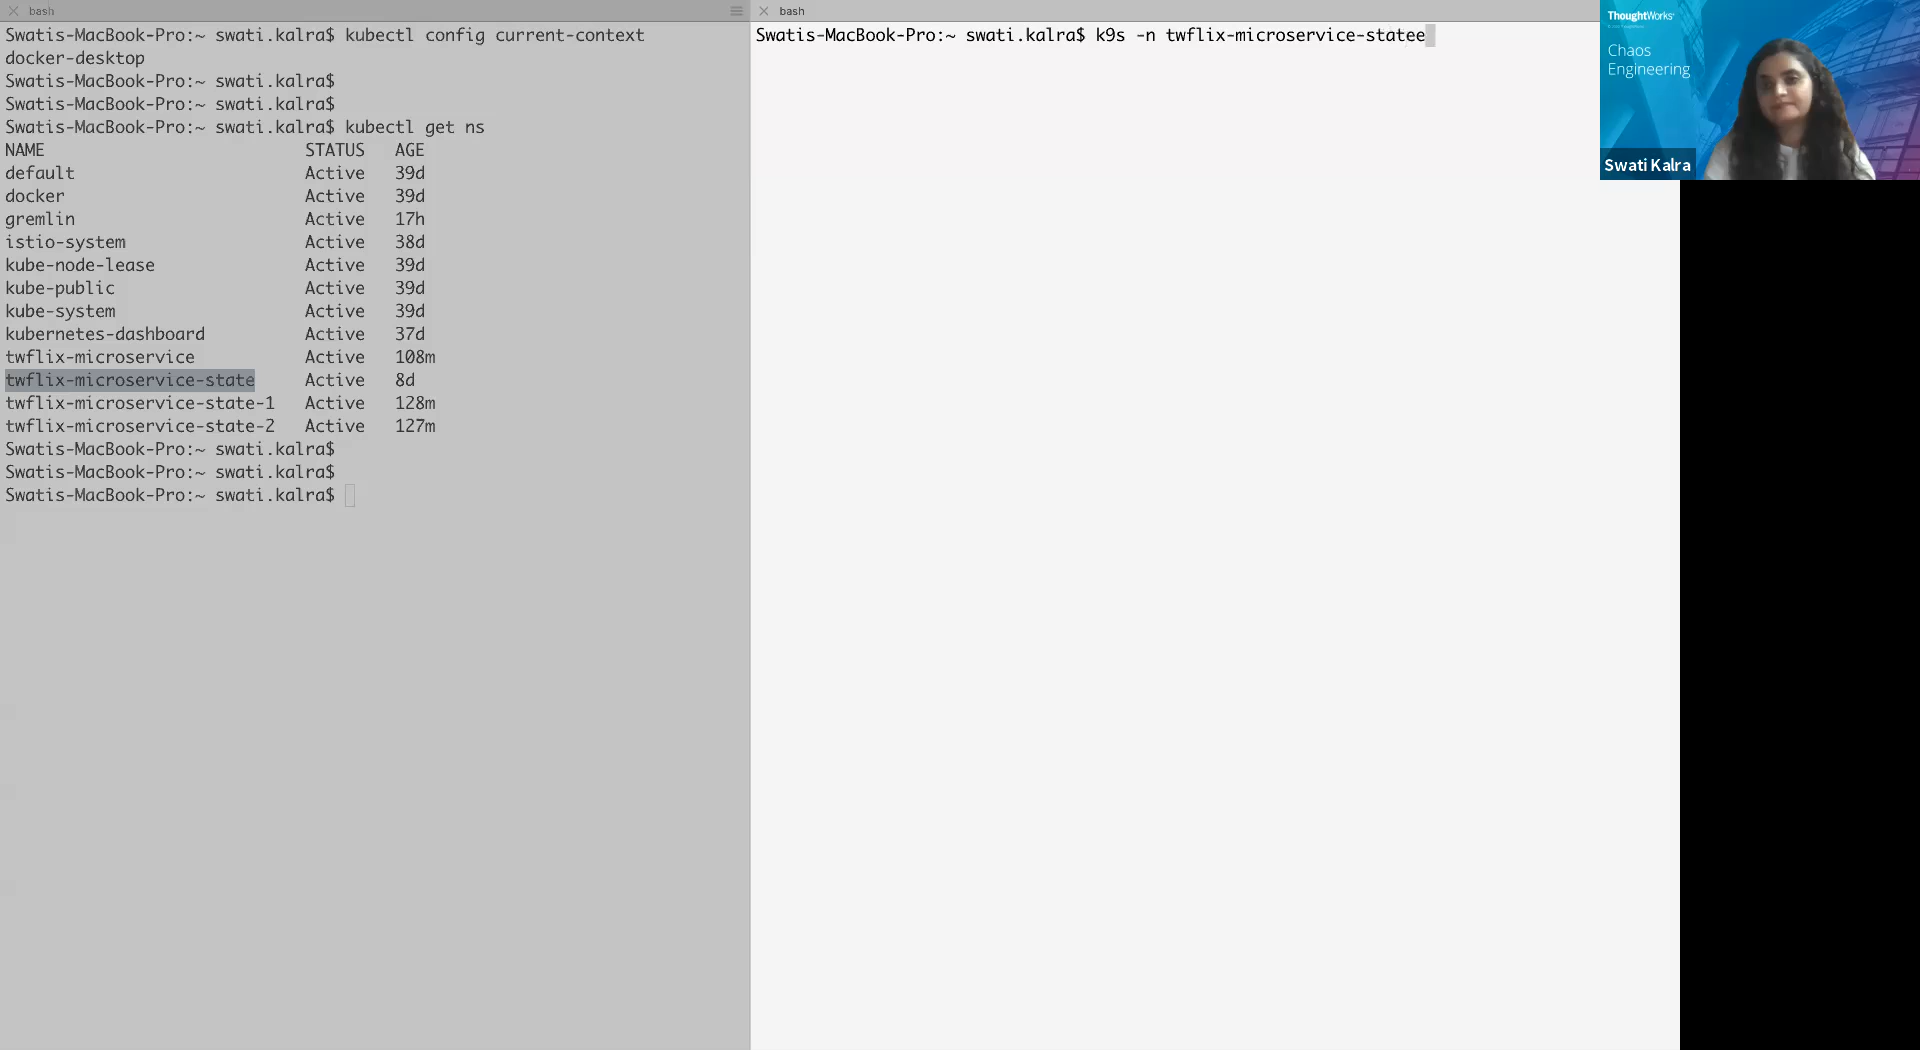 bash
Swatis-MacBook-Pro:~ swati.kalra$ kubectl config current-context
docker-desktop
Swatis-MacBook-Pro:~ swati.kalra$
Swatis-MacBook-Pro:~ swati.kalra$
Swatis-MacBook-Pro:~ swati.kalra$ kubectl get ns
NAME STATUS AGE
default Active 39d
docker Active 39d
gremlin Active 17h
istio-system Active 38d
kube-node-lease Active 39d
kube-public Active 39d
kube-system Active 39d
kubernetes-dashboard Active 37d
twflix-microservice Active 108m
twflix-microservice-state Active 8d
twflix-microservice-state-1 Active 128m
twflix-microservice-state-2 Active 127m
Swatis-MacBook-Pro:~ swati.kalra$
Swatis-MacBook-Pro:~ swati.kalra$
Swatis-MacBook-Pro:~ swati.kalra$
bash
Swatis-MacBook-Pro:~ swati.kalra$ k9s -n twflix-microservice-statee
ThoughtWorks
Chaos
Engineering
Swati Kalra